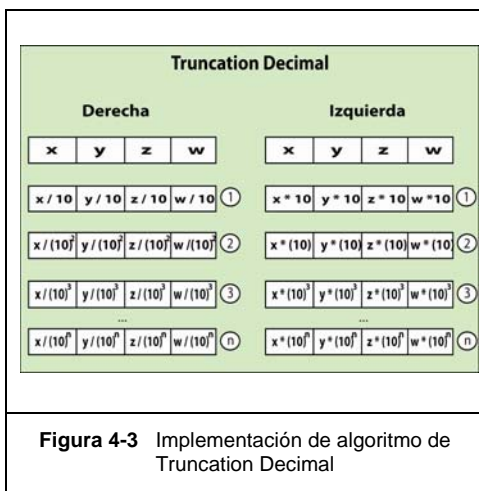 Truncation Decimal
Derecha
Izquierda
x y z w
x y z w
x / 10 y / 10 z / 10 w / 10 1
x * 10 y * 10 z * 10 w *10 1
x / (10)² y / (10)² z / (10)² w /(10)² 2
x * (10) y * (10) z * (10) w * (10) 2
x / (10)³ y / (10)³ z / (10)³ w / (10)³ 3
x * (10)³ y * (10)³ z * (10)³ w * (10)³ 3
...
...
x / (10)ⁿ y / (10)ⁿ z / (10)ⁿ w / (10)ⁿ n
x * (10)ⁿ y * (10)ⁿ z * (10)ⁿ w * (10)ⁿ n
Figura 4-3 Implementación de algoritmo de
Truncation Decimal